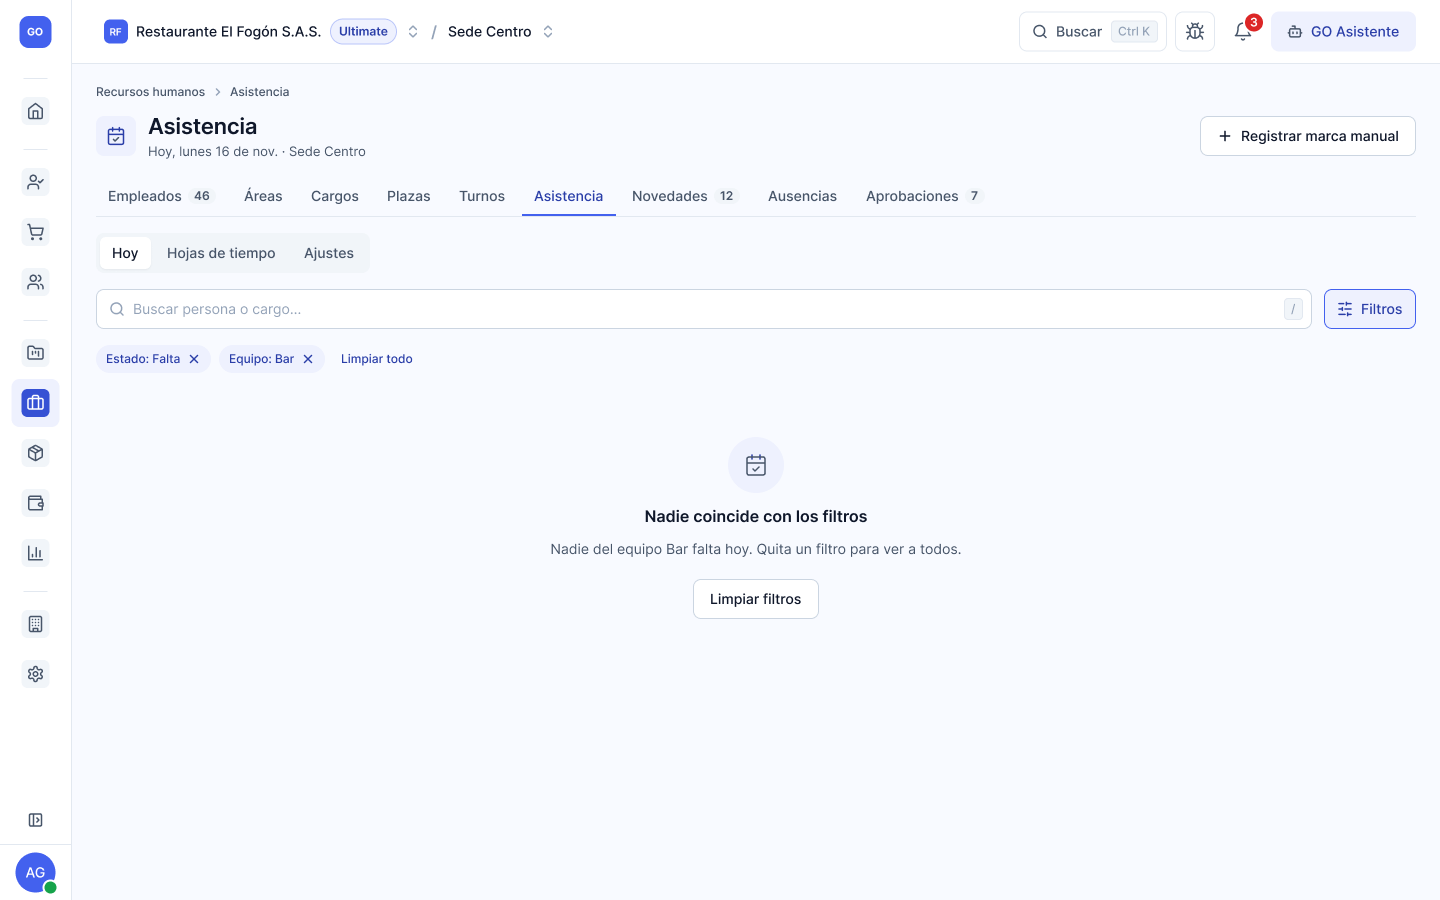 GO
RF Restaurante El Fogón S.A.S. Ultimate / Sede Centro
Buscar Ctrl K
3
GO Asistente
Recursos humanos Asistencia
Asistencia
Hoy, lunes 16 de nov. · Sede Centro
Registrar marca manual
Empleados 46 Áreas Cargos Plazas Turnos Asistencia Novedades 12 Ausencias Aprobaciones 7
Hoy Hojas de tiempo Ajustes
Buscar persona o cargo... /
Filtros
Estado: Falta Equipo: Bar Limpiar todo
Nadie coincide con los filtros
Nadie del equipo Bar falta hoy. Quita un filtro para ver a todos.
Limpiar filtros
AG